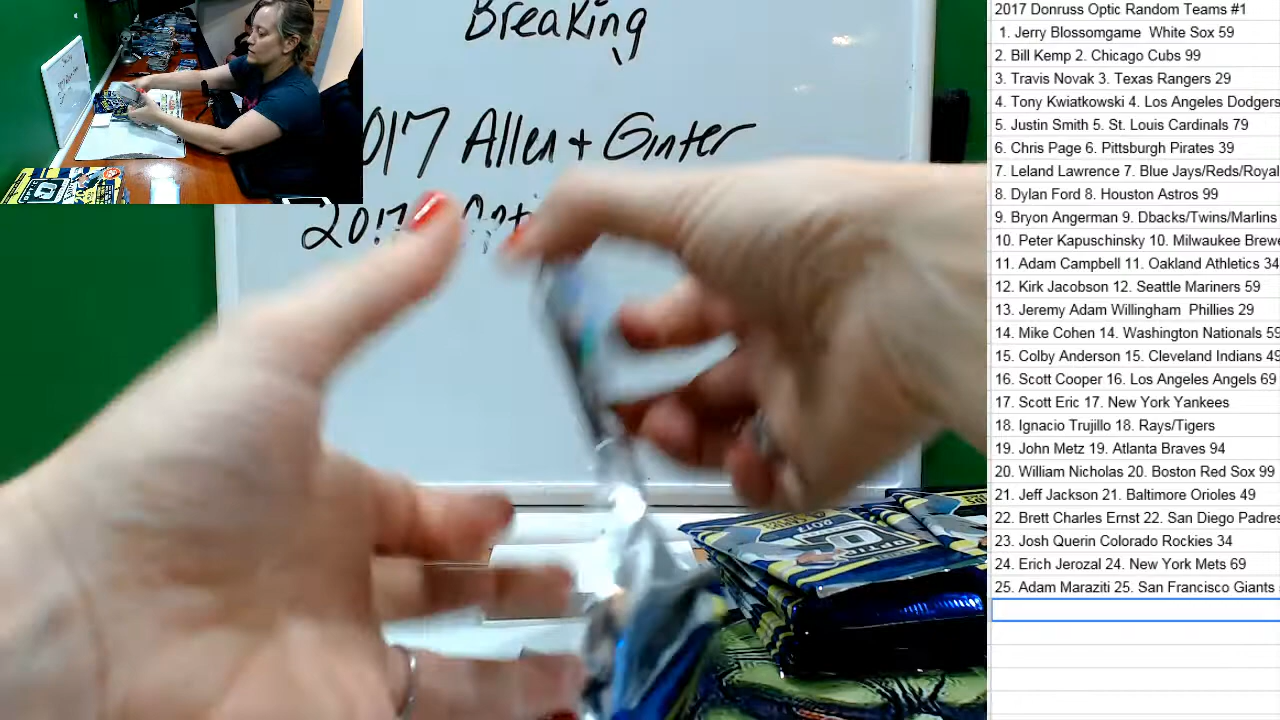 Breaking
2017 Allen & Ginter
2017
OPTIC
2017
2017 Donruss Optic Random Teams #1
1. Jerry Blossomgame White Sox 59
2. Bill Kemp 2. Chicago Cubs 99
3. Travis Novak 3. Texas Rangers 29
4. Tony Kwiatkowski 4. Los Angeles Dodgers
5. Justin Smith 5. St. Louis Cardinals 79
6. Chris Page 6. Pittsburgh Pirates 39
7. Leland Lawrence 7. Blue Jays/Reds/Royal
8. Dylan Ford 8. Houston Astros 99
9. Bryon Angerman 9. Dbacks/Twins/Marlins
10. Peter Kapuschinsky 10. Milwaukee Brewe
11. Adam Campbell 11. Oakland Athletics 34
12. Kirk Jacobson 12. Seattle Mariners 59
13. Jeremy Adam Willingham Phillies 29
14. Mike Cohen 14. Washington Nationals 59
15. Colby Anderson 15. Cleveland Indians 49
16. Scott Cooper 16. Los Angeles Angels 69
17. Scott Eric 17. New York Yankees
18. Ignacio Trujillo 18. Rays/Tigers
19. John Metz 19. Atlanta Braves 94
20. William Nicholas 20. Boston Red Sox 99
21. Jeff Jackson 21. Baltimore Orioles 49
22. Brett Charles Ernst 22. San Diego Padres
23. Josh Querin Colorado Rockies 34
24. Erich Jerozal 24. New York Mets 69
25. Adam Maraziti 25. San Francisco Giants